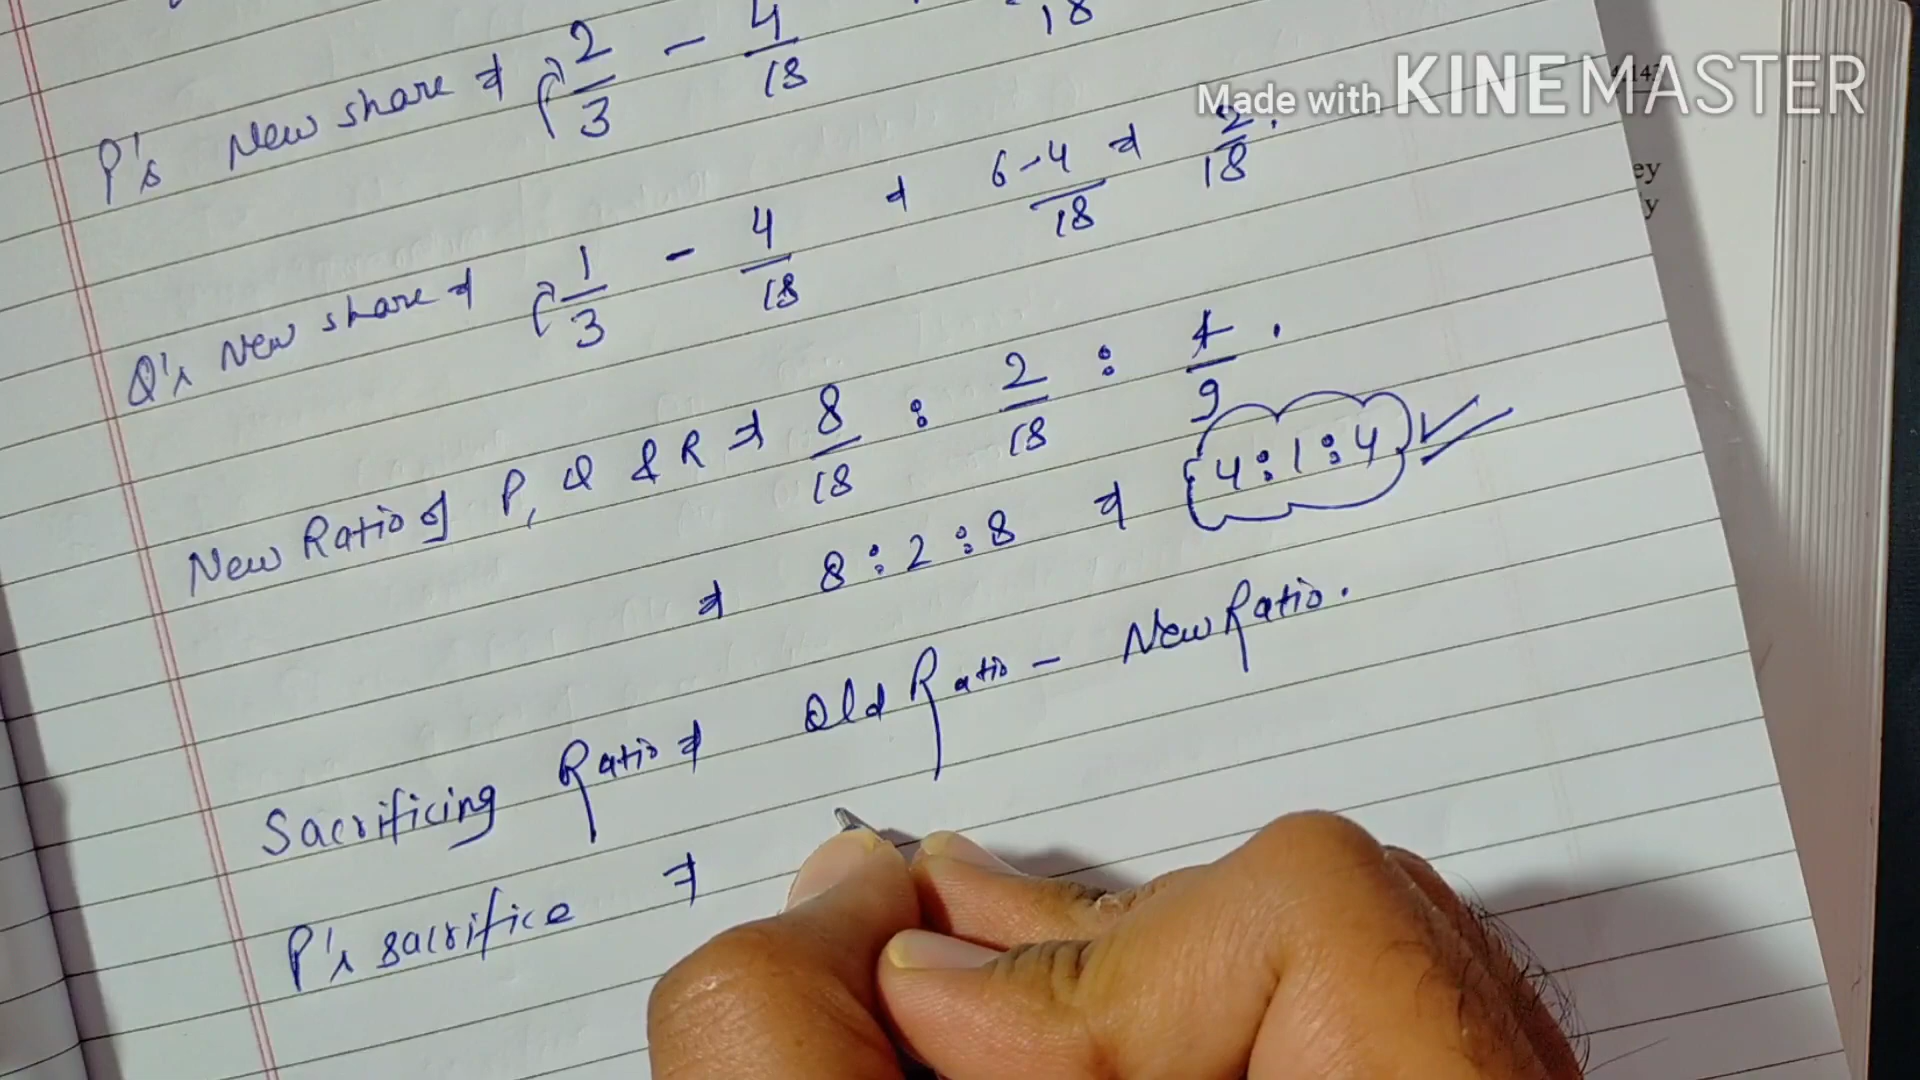 Made with KINEMASTER
P's New share ⇒ 2/3 - 4/18 18
Q's New share ⇒ 1/3 - 4/18 ⇒ 6-4/18 ⇒ 2/18.
New Ratio of P, Q & R ⇒ 8/18 : 2/18 : 4/9.
⇒ 8:2:8 ⇒ 4:1:4
Sacrificing Ratio ⇒ Old Ratio - New Ratio.
P's sacrifice ⇒